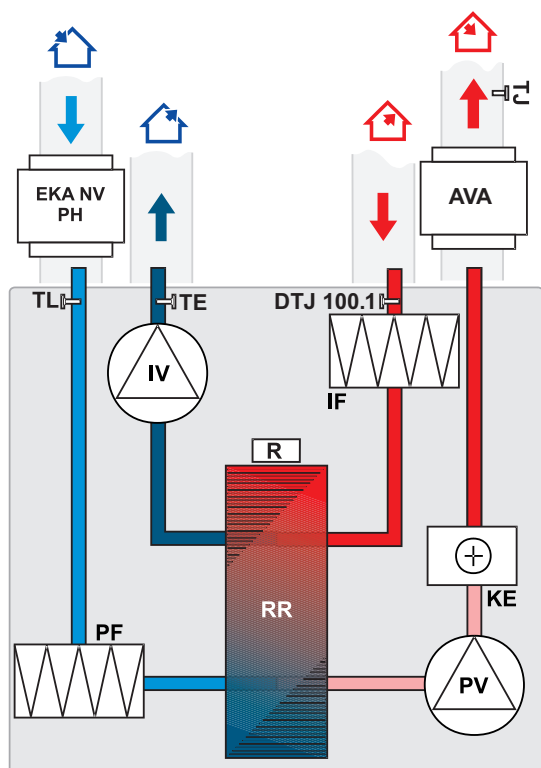 TJ
EKA NV
PH
AVA
TL
TE
DTJ 100.1
IV
IF
R
RR
KE
PF
PV